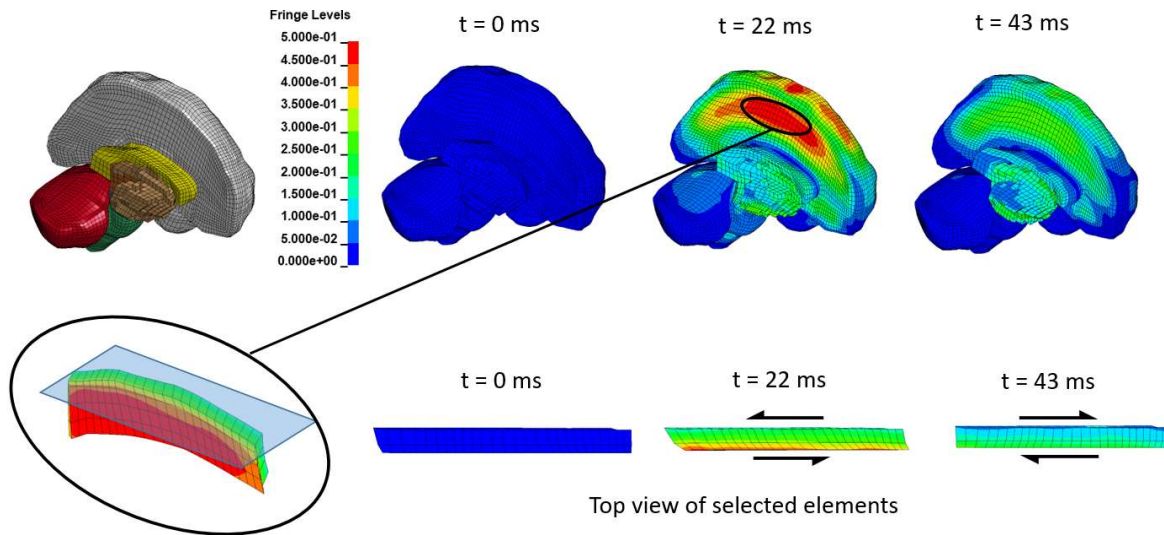 Fringe Levels
5.000e-01
4.500e-01
4.000e-01
3.500e-01
3.000e-01
2.500e-01
2.000e-01
1.500e-01
1.000e-01
5.000e-02
0.000e+00
t = 0 ms
t = 22 ms
t = 43 ms
t = 0 ms
t = 22 ms
t = 43 ms
Top view of selected elements